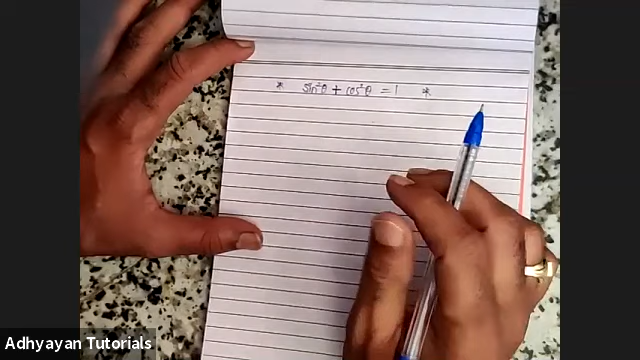 * sin²θ + cos²θ = 1 *
Adhyayan Tutorials